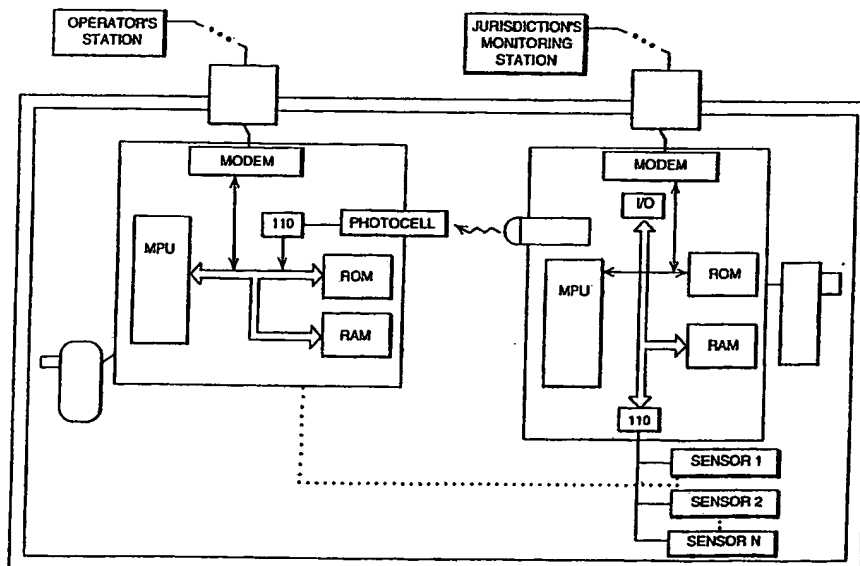 OPERATOR'S
STATION
JURISDICTION'S
MONITORING
STATION
MODEM
110
PHOTOCELL
MPU
ROM
RAM
MODEM
I/O
MPU
ROM
RAM
110
SENSOR 1
SENSOR 2
SENSOR N